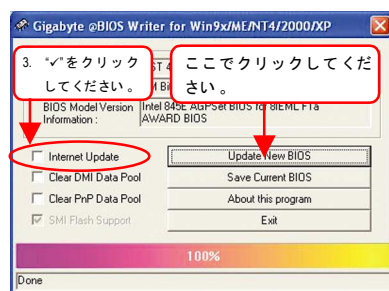 Gigabyte @BIOS Writer for Win9x/ME/NT4/2000/XP
3. "✓"をクリック
してください。
ここでクリックしてくだ
さい。
BIOS Model Version
Information :
Intel 845E AGPSet BIOS for 8IEML F1a
AWARD BIOS
Internet Update
Update New BIOS
Clear DMI Data Pool
Save Current BIOS
Clear PnP Data Pool
About this program
SMI Flash Support
Exit
100%
Done